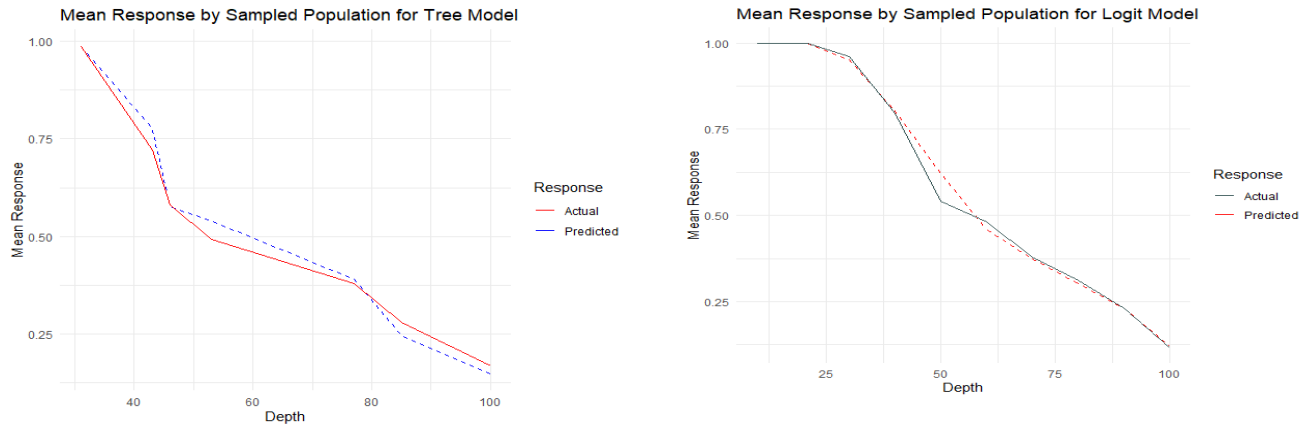 Mean Response by Sampled Population for Tree Model
1.00
0.75
0.50
0.25
Mean Response
40
60
80
100
Depth
Response
Actual
Predicted
Mean Response by Sampled Population for Logit Model
1.00
0.75
0.50
0.25
Mean Response
25
50
75
100
Depth
Response
Actual
Predicted